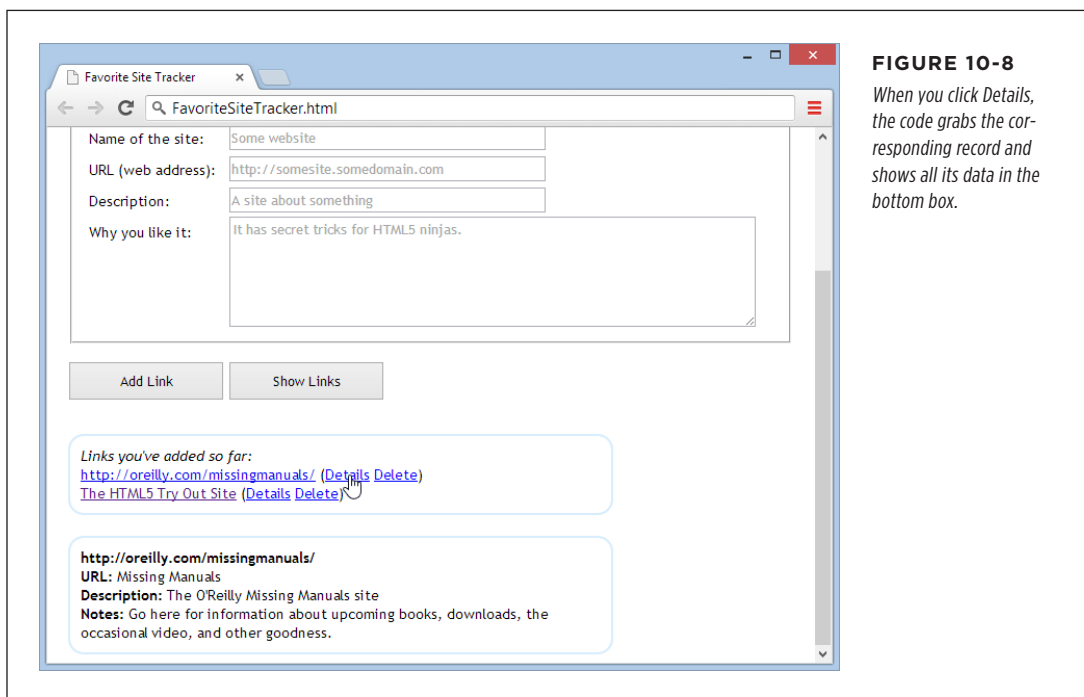 Favorite Site Tracker
FavoriteSiteTracker.html
Name of the site: Some website
URL (web address): http://somesite.somedomain.com
Description: A site about something
Why you like it: It has secret tricks for HTML5 ninjas.
Add Link Show Links
Links you've added so far:
http://oreilly.com/missingmanuals/ (Details Delete)
The HTML5 Try Out Site (Details Delete)
http://oreilly.com/missingmanuals/
URL: Missing Manuals
Description: The O'Reilly Missing Manuals site
Notes: Go here for information about upcoming books, downloads, the
occasional video, and other goodness.
FIGURE 10-8
When you click Details,
the code grabs the cor-
responding record and
shows all its data in the
bottom box.